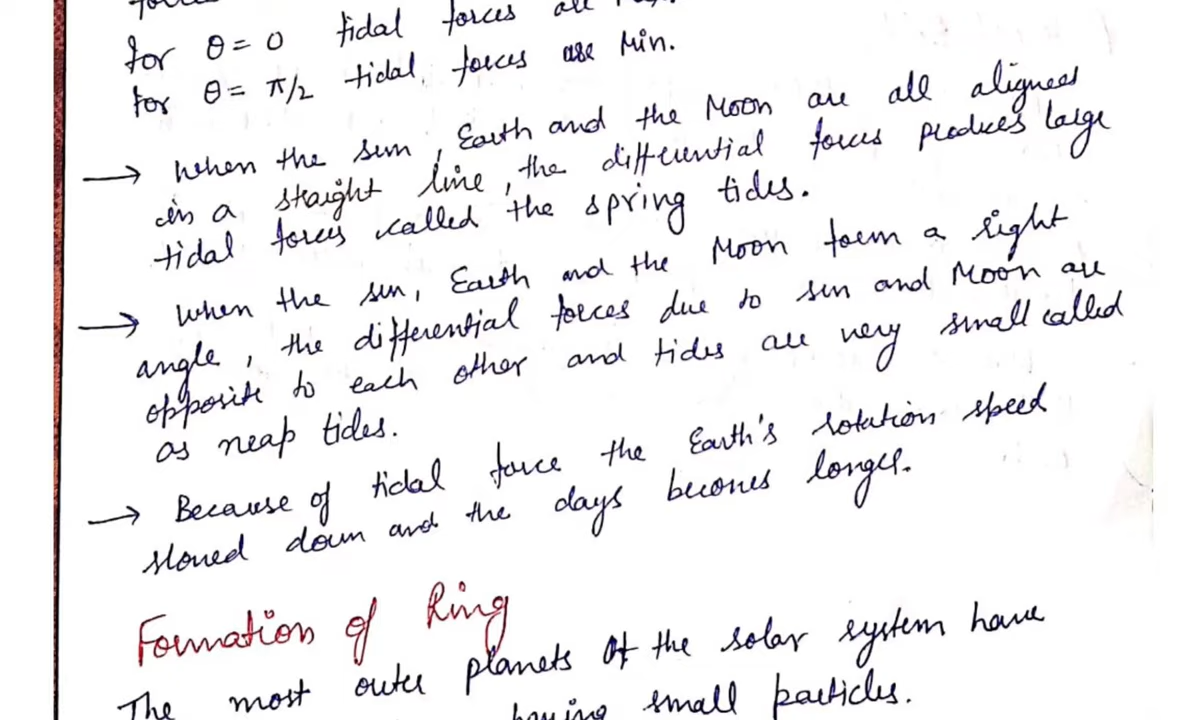 for θ = 0 tidal forces are
for θ = π/2 tidal forces are Min.
→ When the sun, Earth and the Moon are all aligned
in a staight line, the differential forces produces large
tidal forces called the spring tides.
→ When the sun, Earth and the Moon form a right
angle, the differential forces due to sun and Moon are
opposite to each other and tides are very small called
as neap tides.
→ Because of tidal force the Earth's rotation speed
slowed down and the days becomes longer.
Formation of Ring
The most outer planets of the solar system have
having small particles.